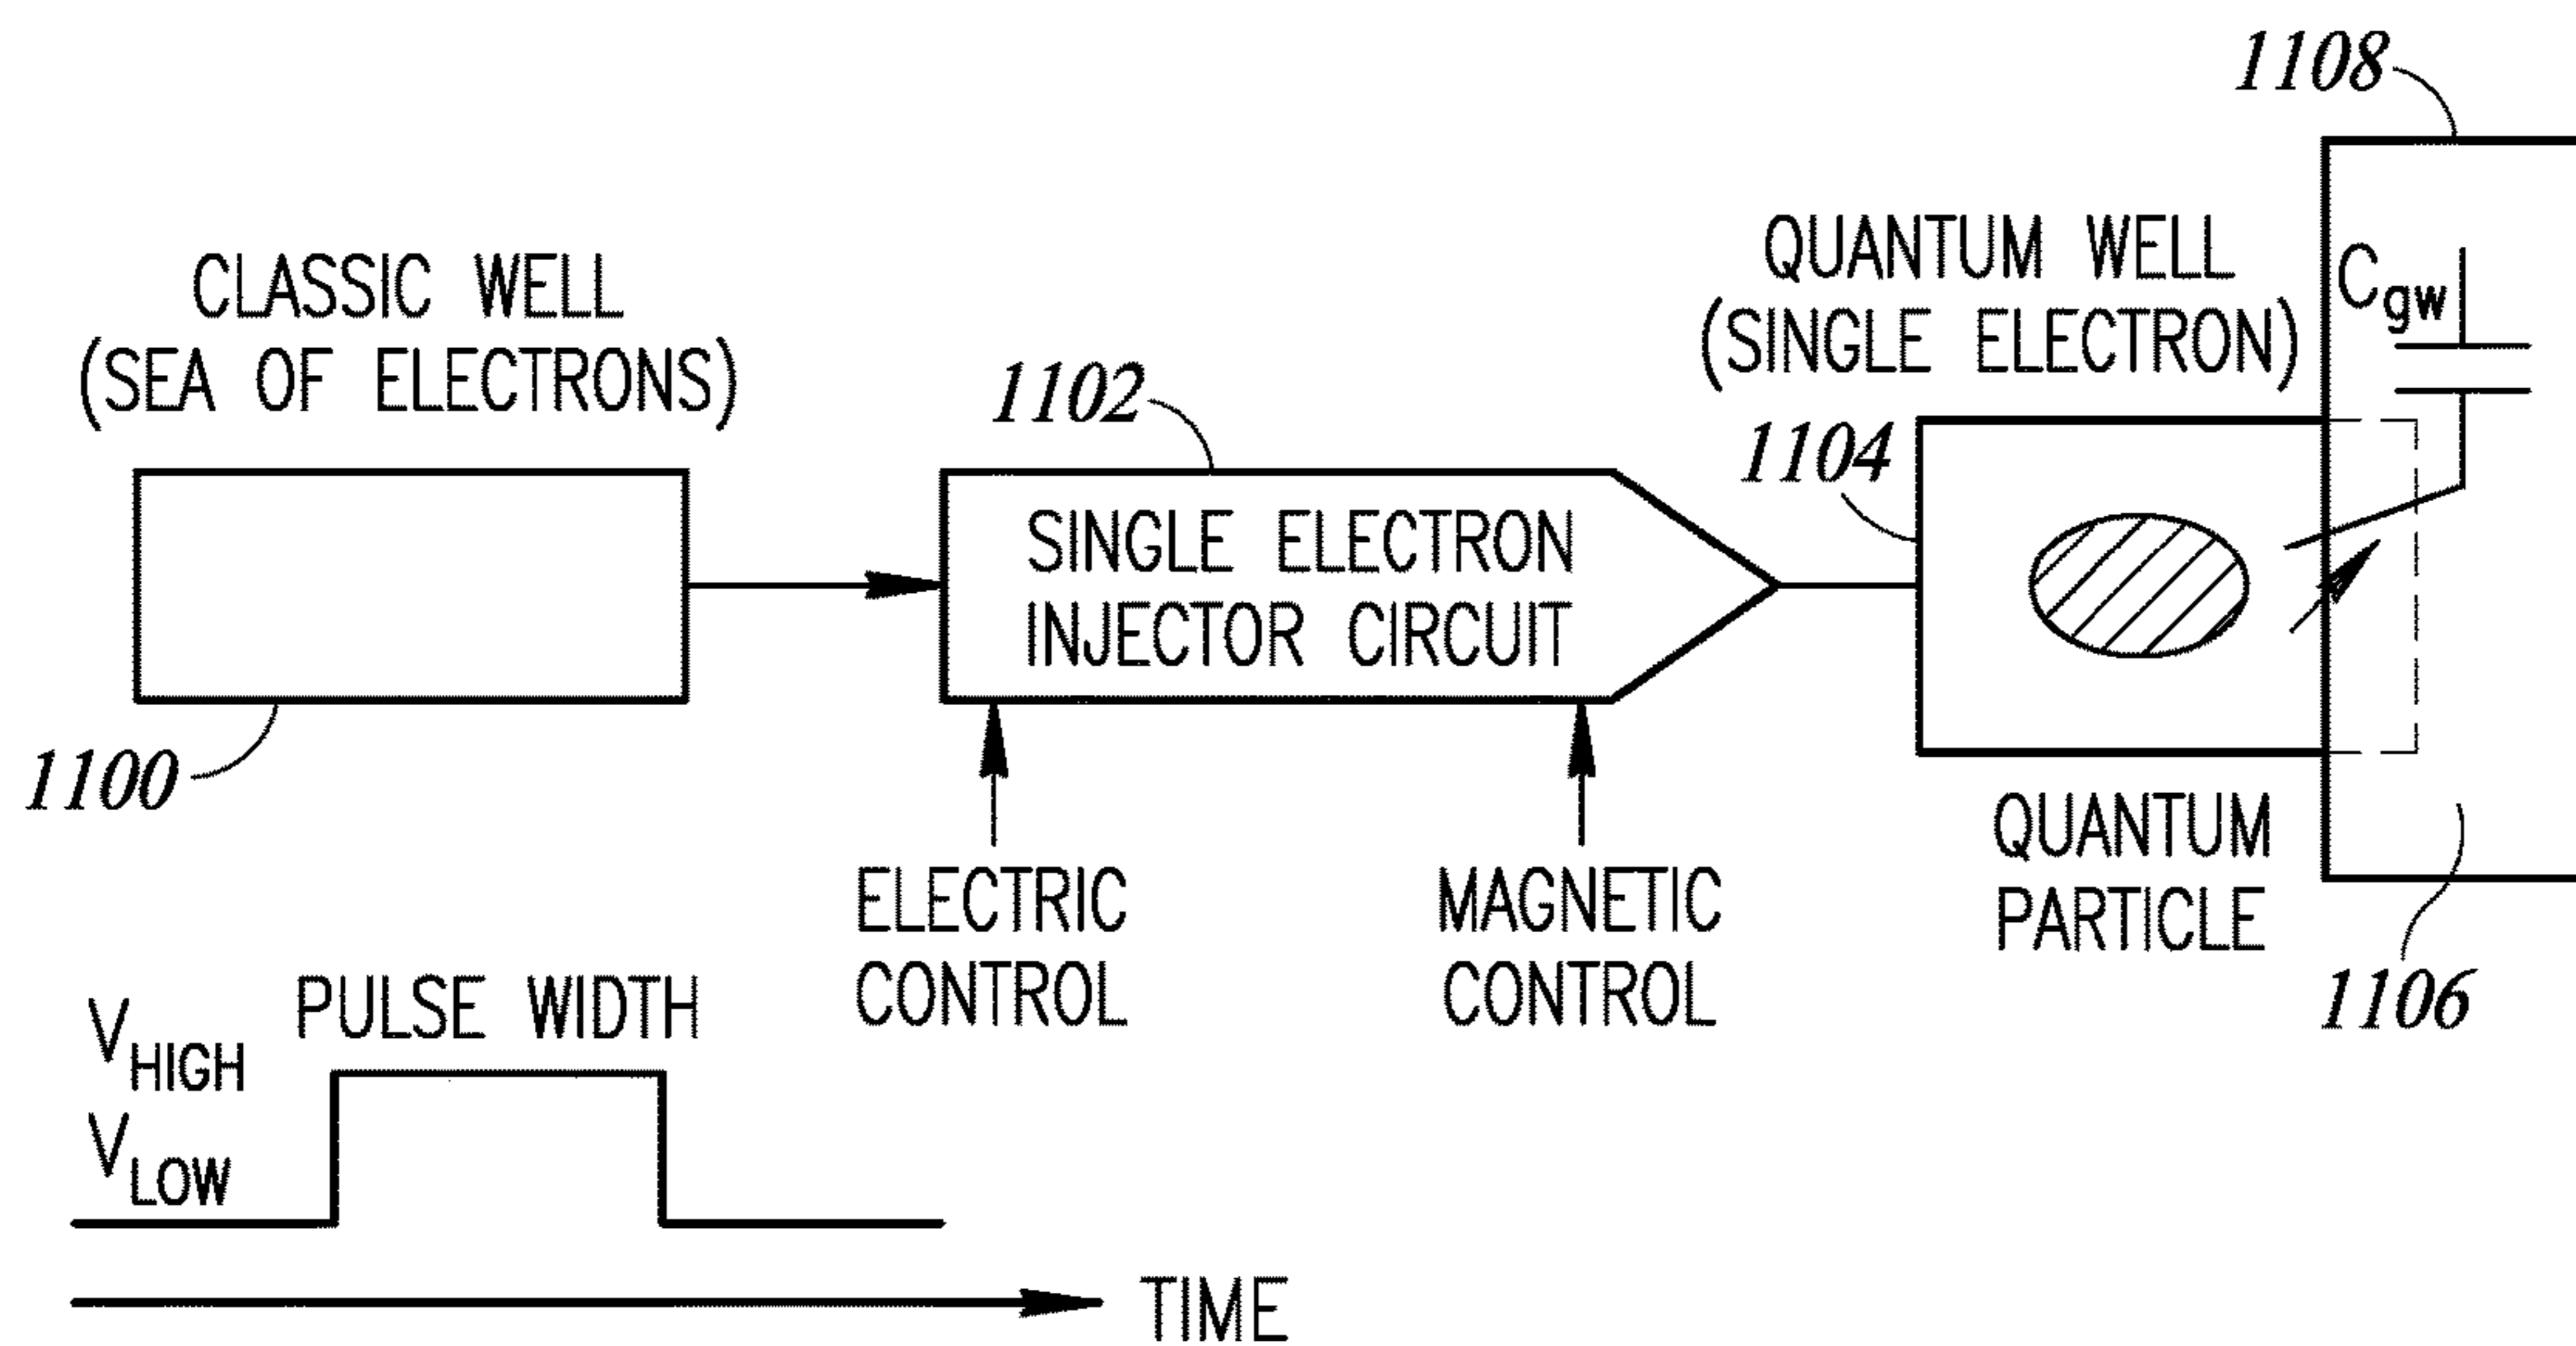 1108
CLASSIC WELL
(SEA OF ELECTRONS)
1102
QUANTUM WELL
(SINGLE ELECTRON)
Cgw
1104
SINGLE ELECTRON
INJECTOR CIRCUIT
1100
ELECTRIC
CONTROL
MAGNETIC
CONTROL
QUANTUM
PARTICLE
1106
VHIGH
PULSE WIDTH
VLOW
TIME